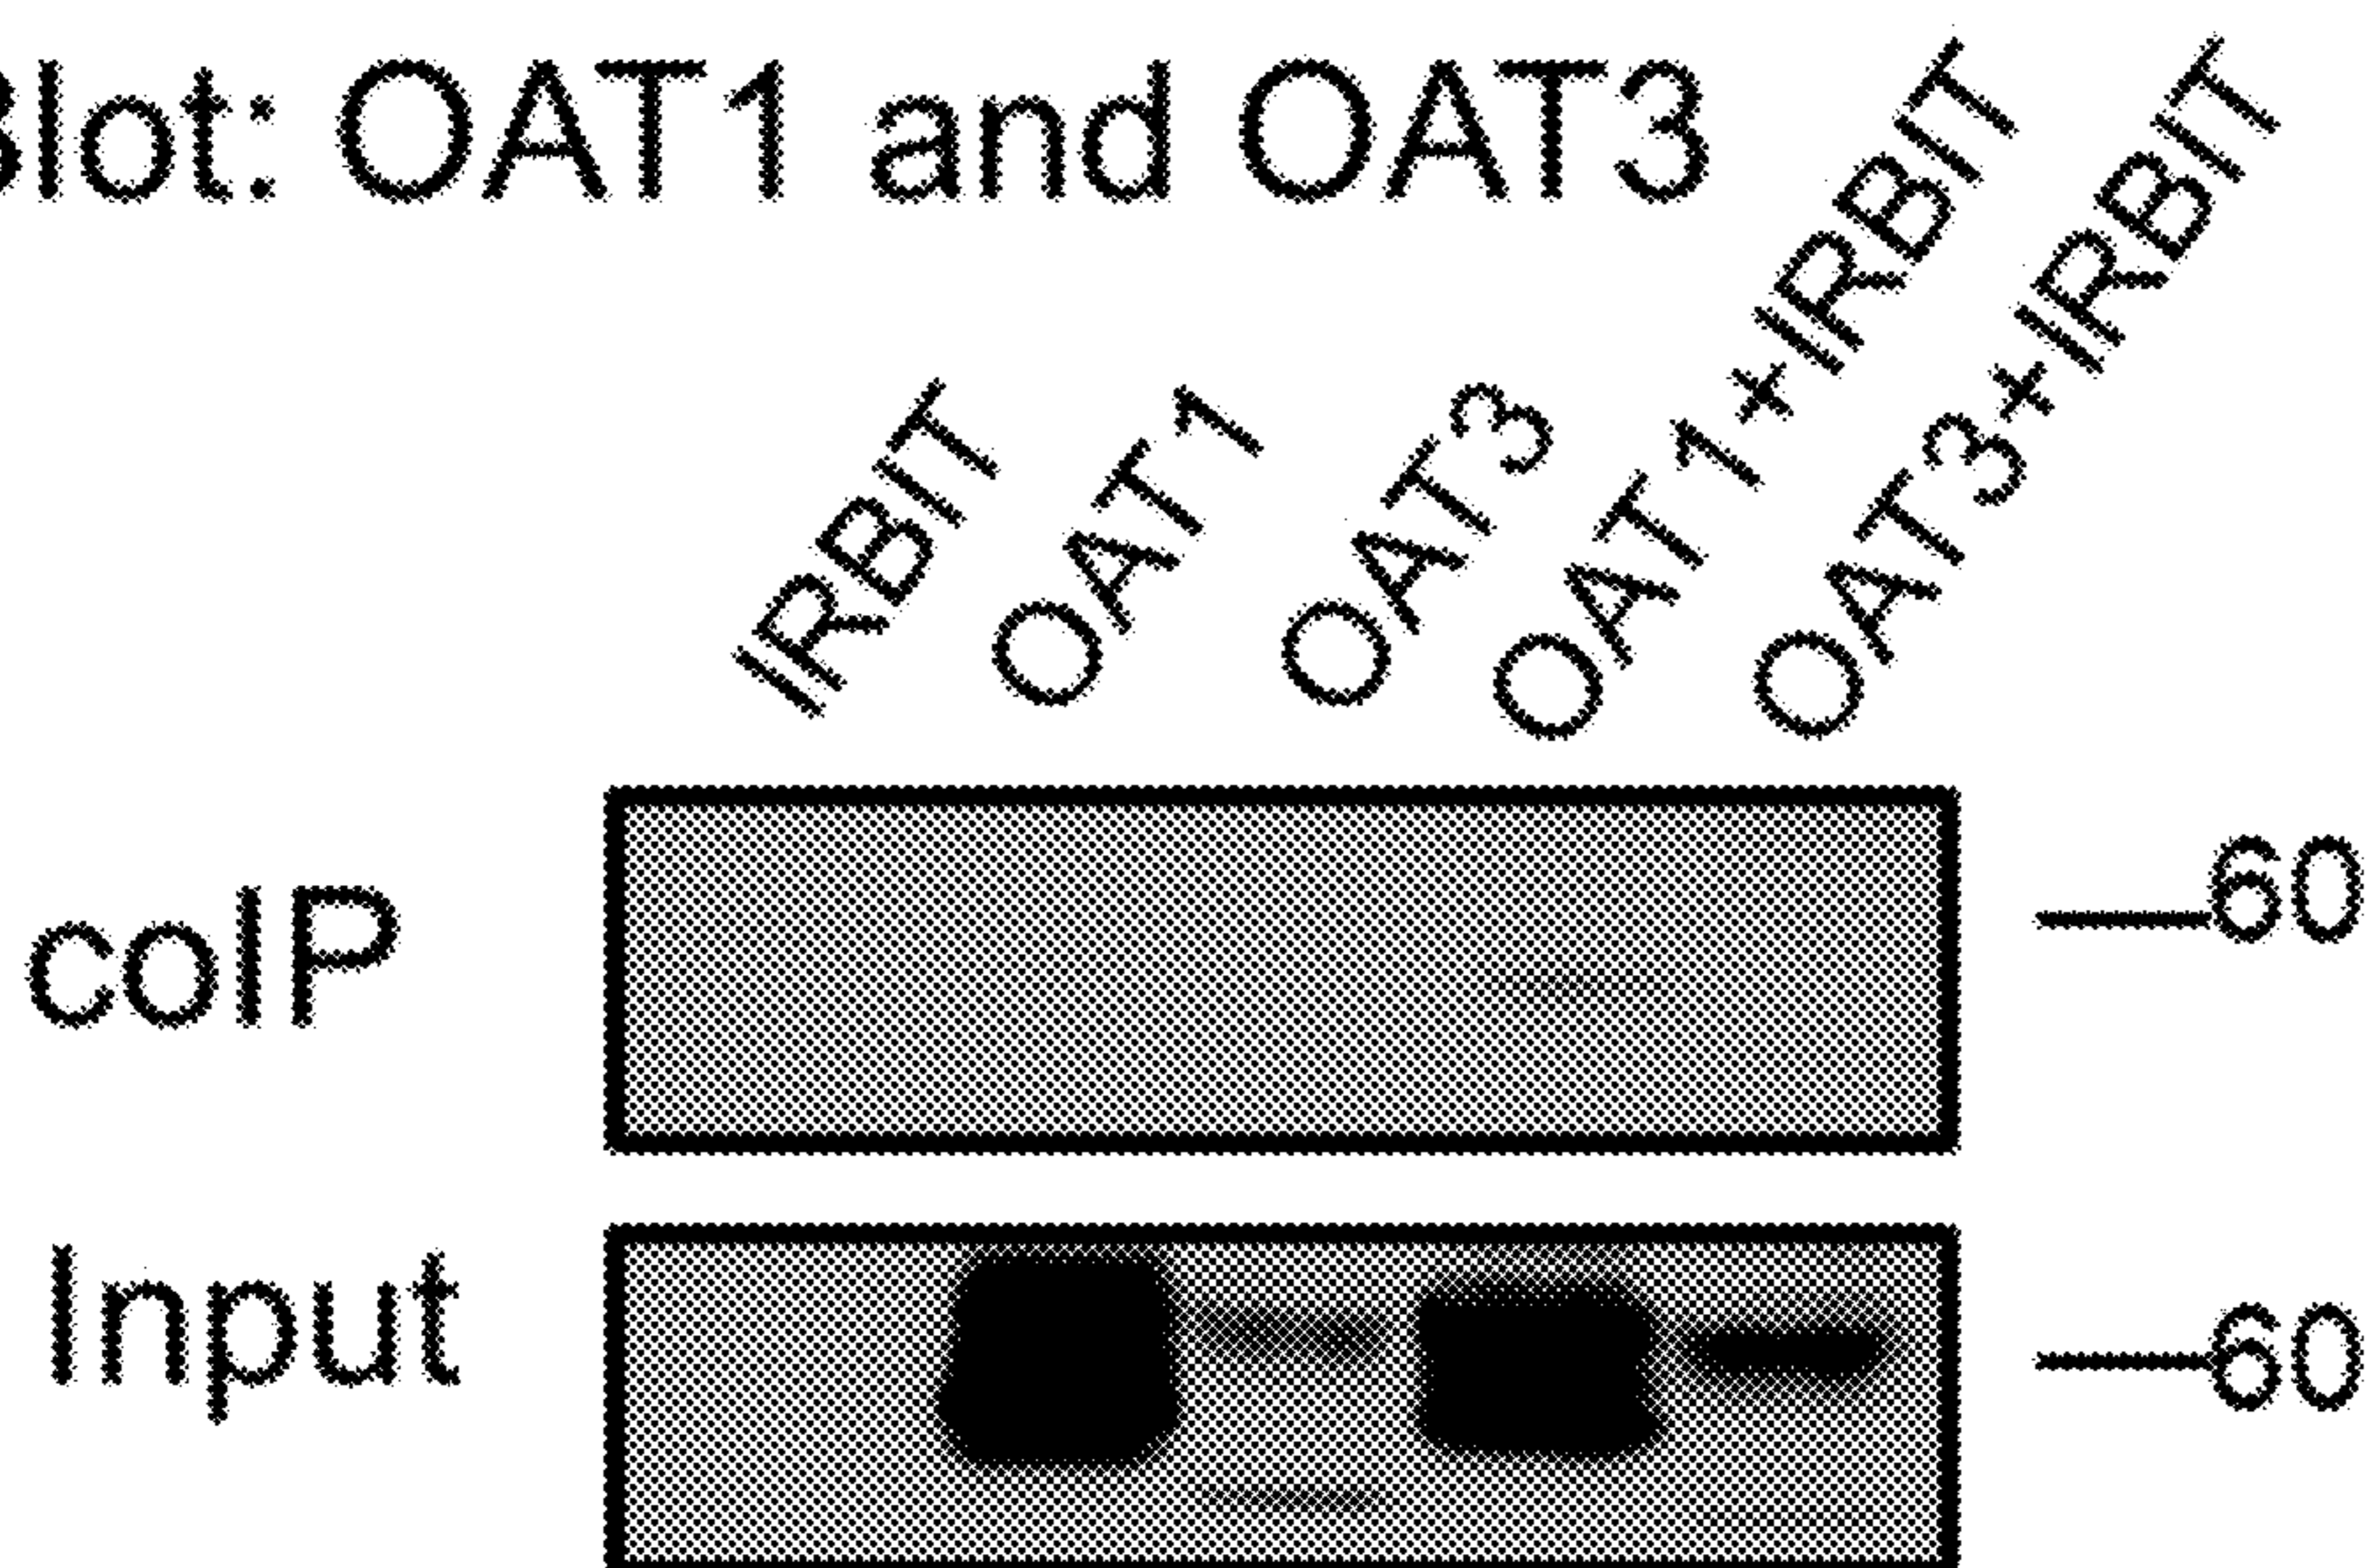 Blot: OAT1 and OAT3
IRBIT
OAT1
OAT3
OAT1+IRBIT
OAT3+IRBIT
coIP
60
Input
60